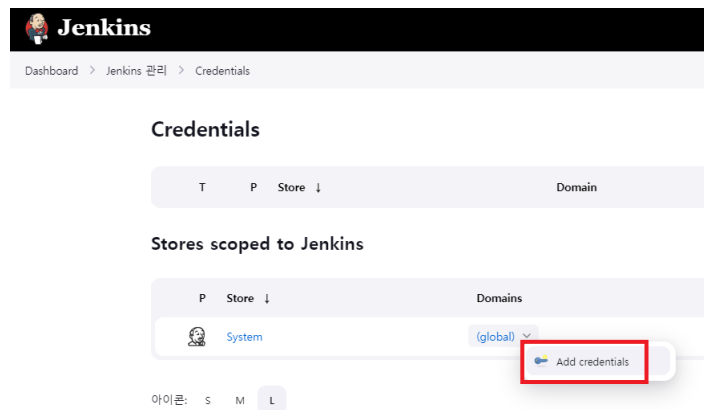 Jenkins
Dashboard > Jenkins 관리 > Credentials
Credentials
T P Store ↓ Domain
Stores scoped to Jenkins
P Store ↓ Domains
System (global)
Add credentials
아이콘: S M L